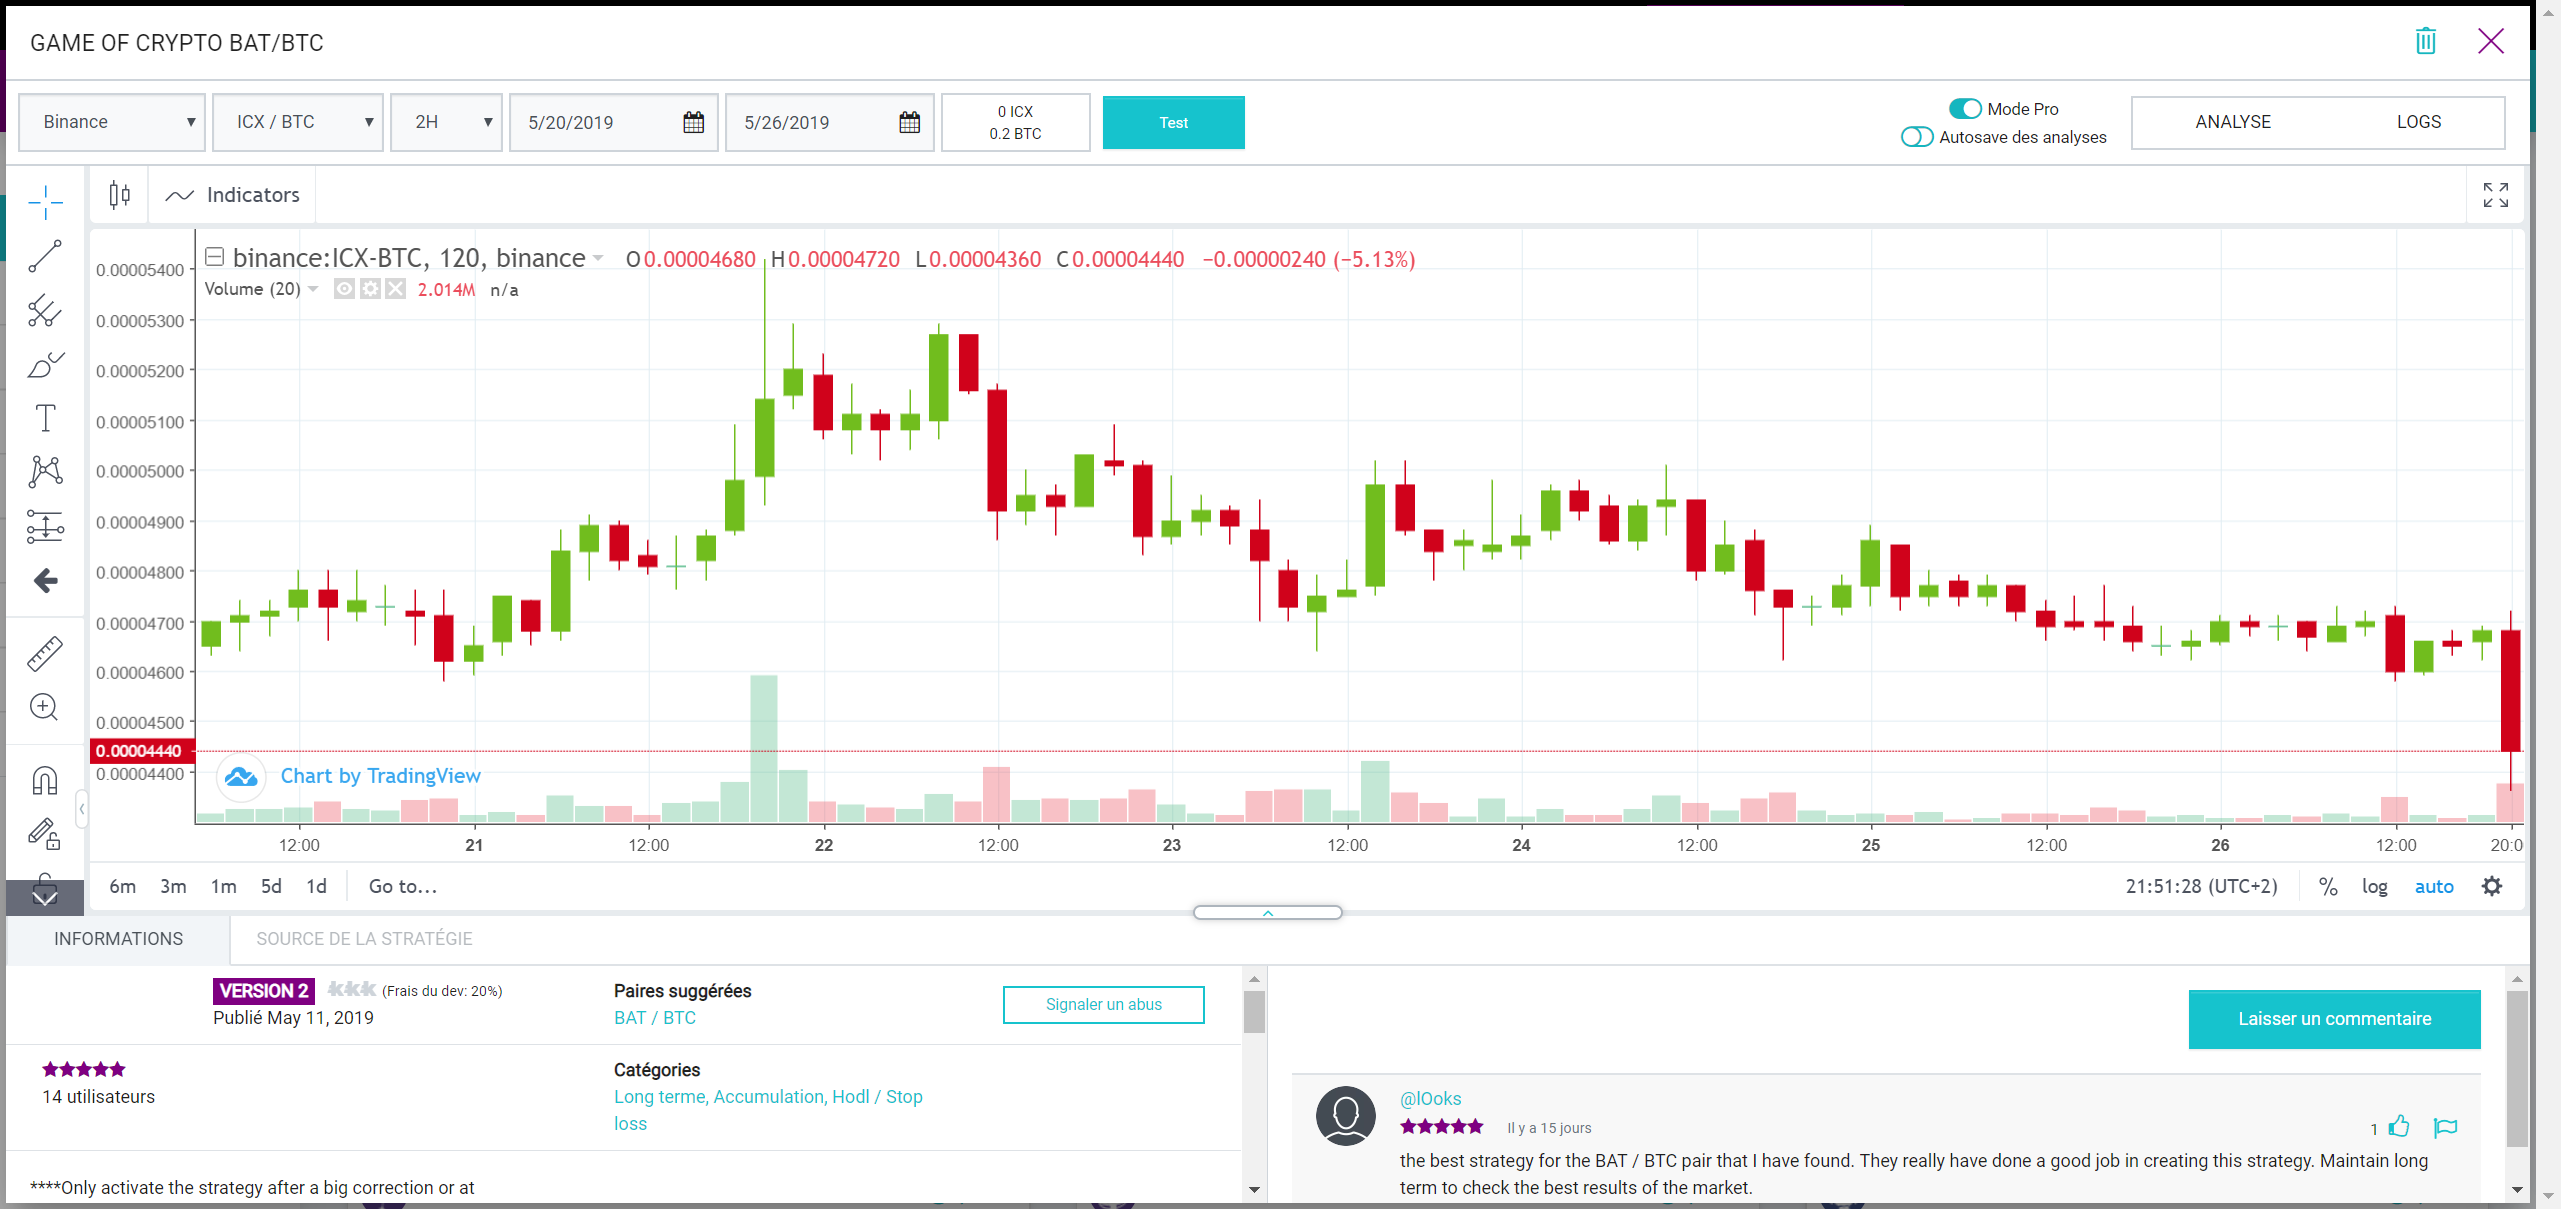 GAME OF CRYPTO BAT/BTC
Binance
ICX / BTC
2H
5/20/2019
5/26/2019
0 ICX
0.2 BTC
Test
Mode Pro
Autosave des analyses
ANALYSE
LOGS
Indicators
binance:ICX-BTC, 120, binance
O 0.00004680 H 0.00004720 L 0.00004360 C 0.00004440 −0.00000240 (−5.13%)
Volume (20) 2.014M n/a
0.00005400
0.00005300
0.00005200
0.00005100
0.00005000
0.00004900
0.00004800
0.00004700
0.00004600
0.00004500
0.00004440
0.00004400
Chart by TradingView
12:00 21 12:00 22 12:00 23 12:00 24 12:00 25 12:00 26 12:00 20:0
6m 3m 1m 5d 1d Go to...
21:51:28 (UTC+2) % log auto
INFORMATIONS
SOURCE DE LA STRATÉGIE
VERSION 2 (Frais du dev: 20%)
Publié May 11, 2019
Paires suggérées
BAT / BTC
Signaler un abus
14 utilisateurs
Catégories
Long terme, Accumulation, Hodl / Stop
loss
****Only activate the strategy after a big correction or at
Laisser un commentaire
@lOoks
Il y a 15 jours
1
the best strategy for the BAT / BTC pair that I have found. They really have done a good job in creating this strategy. Maintain long
term to check the best results of the market.